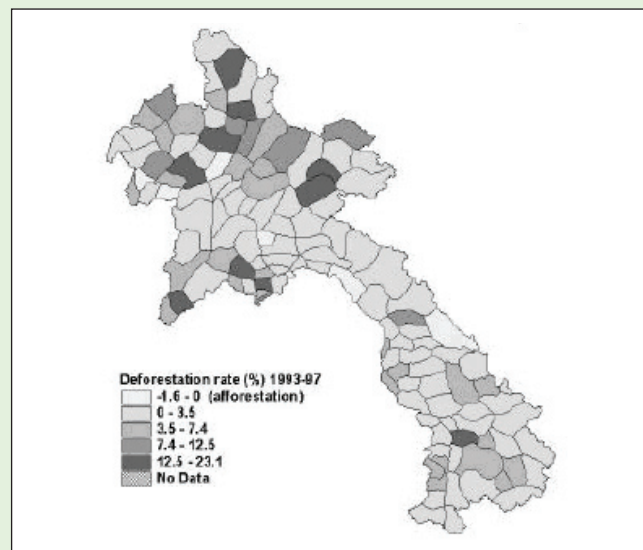 Deforestation rate (%) 1993-97
-1.6 - 0 (afforestation)
0 - 3.5
3.5 - 7.4
7.4 - 12.5
12.5 - 23.1
No Data